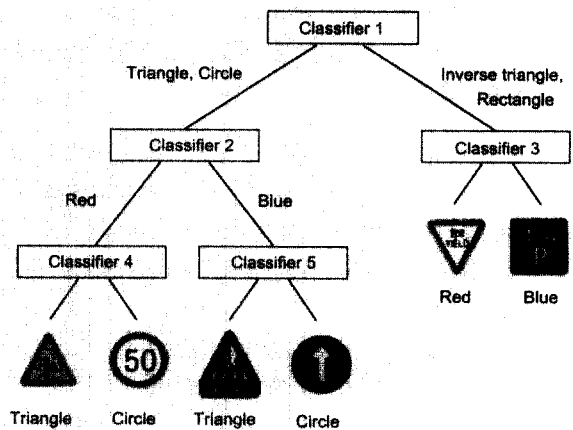 Classifier 1
Triangle, Circle
Inverse triangle,
Rectangle
Classifier 2
Classifier 3
Red
Blue
YIELD
P
Red
Blue
Classifier 4
Classifier 5
50
Triangle
Circle
Triangle
Circle